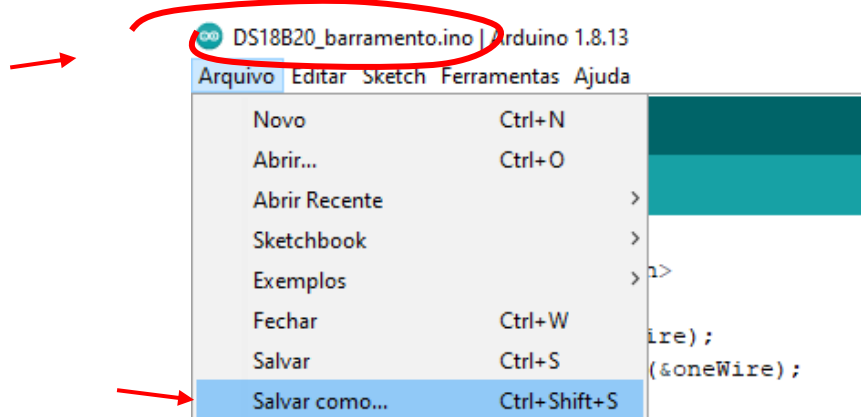 DS18B20_barramento.ino | Arduino 1.8.13
Arquivo Editar Sketch Ferramentas Ajuda
Novo Ctrl+N
Abrir... Ctrl+O
Abrir Recente >
Sketchbook >
Exemplos >
Fechar Ctrl+W
ire);
Salvar Ctrl+S
(&oneWire);
Salvar como... Ctrl+Shift+S